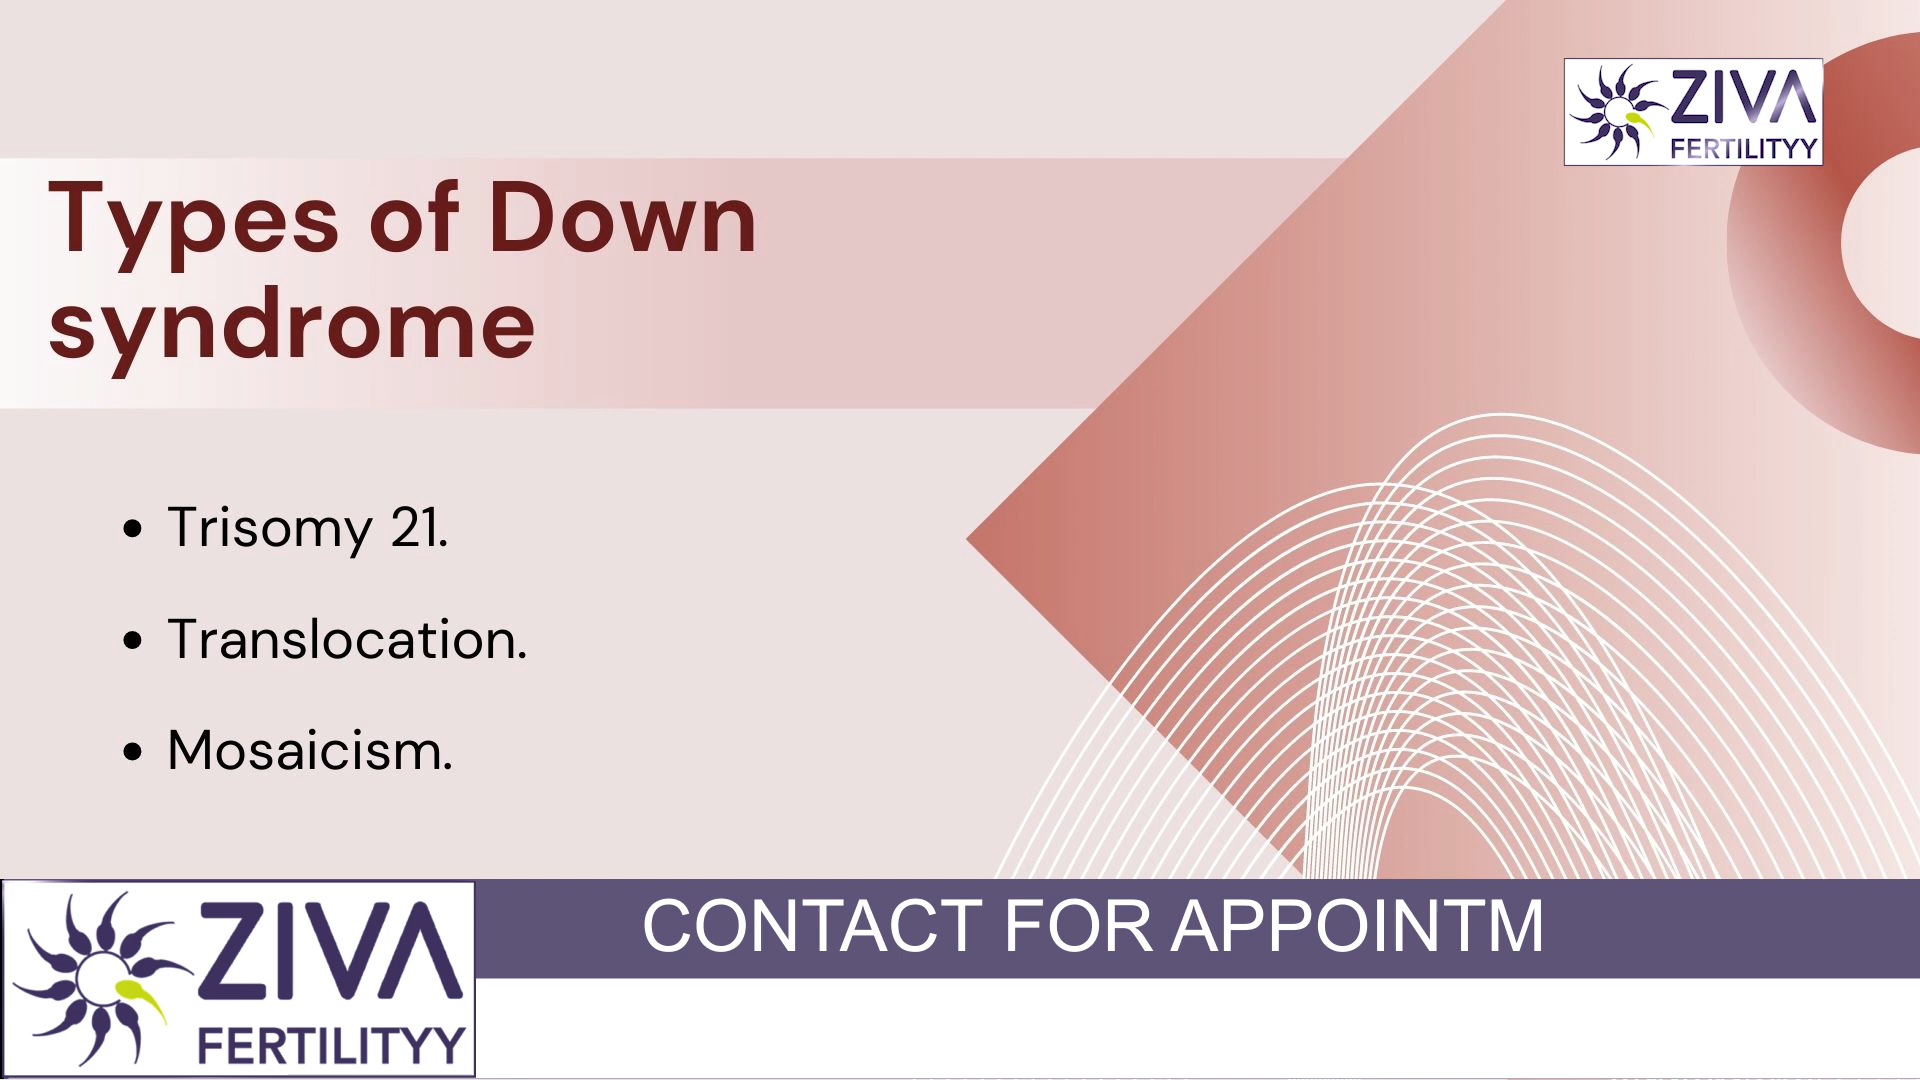 ZIVA
FERTILITYY
Types of Down
syndrome
• Trisomy 21.
• Translocation.
• Mosaicism.
ZIVA
FERTILITYY
CONTACT FOR APPOINTM